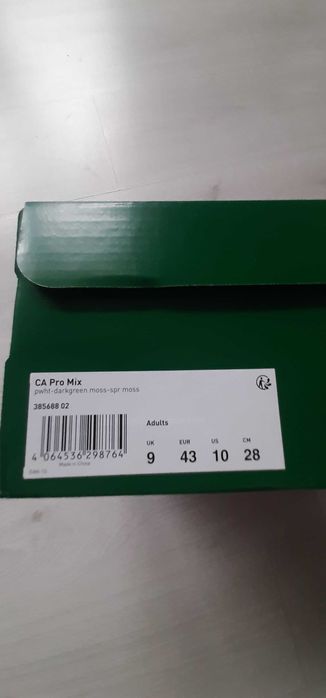 CA Pro Mix
pwht-darkgreen moss-spr moss
385688 02
Adults
UK EUR US CM
9 43 10 28
4 064536 298764
Made in China